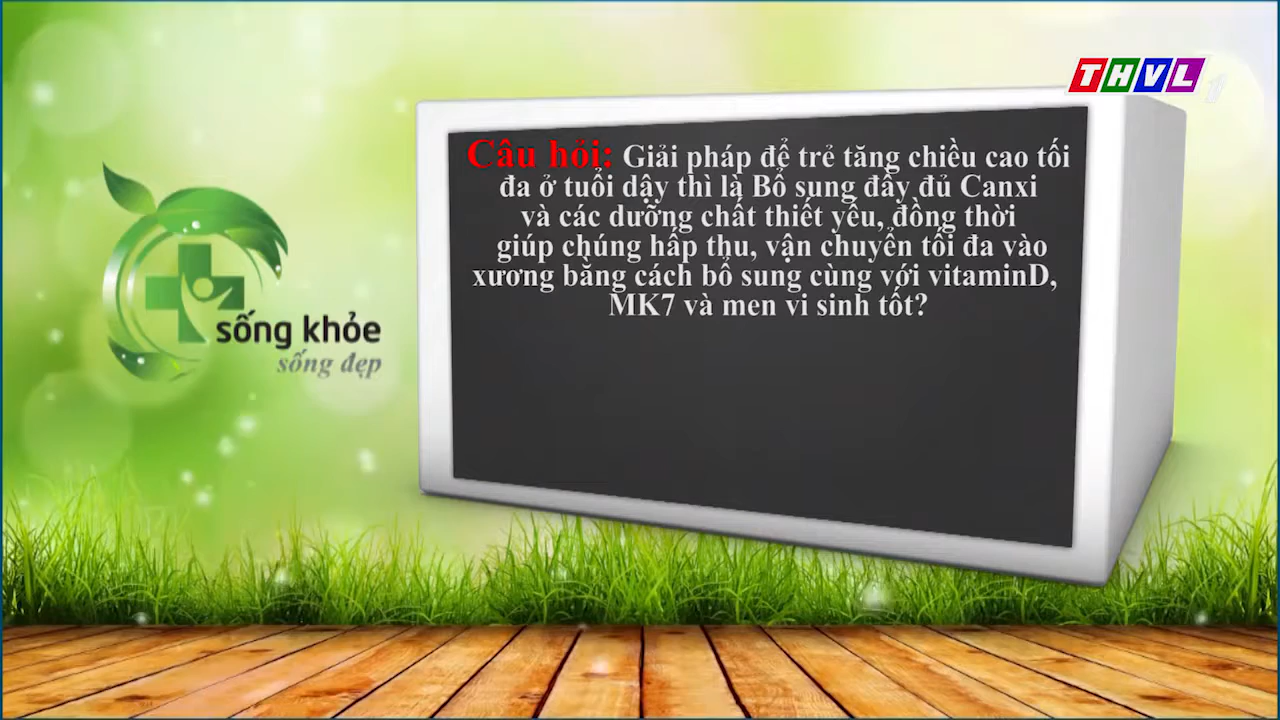 THVL1
Câu hỏi: Giải pháp để trẻ tăng chiều cao tối
đa ở tuổi dậy thì là Bổ sung đầy đủ Canxi
và các dưỡng chất thiết yếu, đồng thời
giúp chúng hấp thu, vận chuyển tối đa vào
xương bằng cách bổ sung cùng với vitaminD,
MK7 và men vi sinh tốt?
sống khỏe
sống đẹp